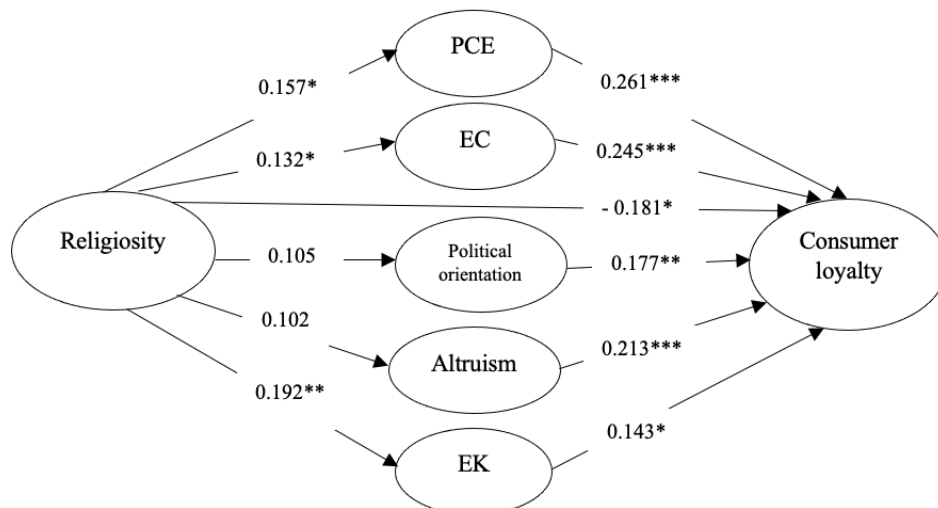 PCE
0.157*
0.261***
EC
0.132*
0.245***
- 0.181*
Religiosity
Consumer
loyalty
0.105
Political
orientation
0.177**
0.102
Altruism
0.213***
0.192**
EK
0.143*